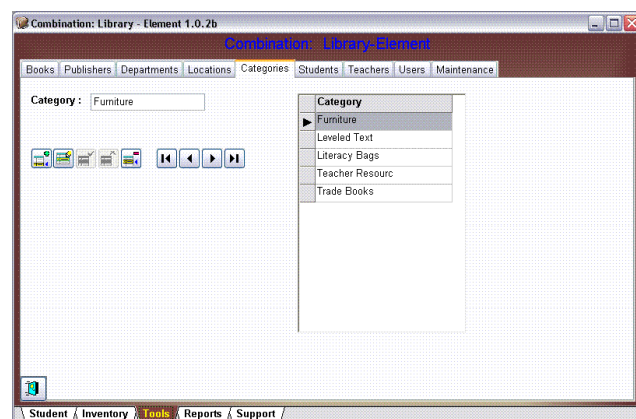 Combination: Library - Element 1.0.2b
Combination: Library-Element
Books Publishers Departments Locations Categories Students Teachers Users Maintenance
Category : Furniture
Category
Furniture
Leveled Text
Literacy Bags
Teacher Resourc
Trade Books
Student Inventory Tools Reports Support